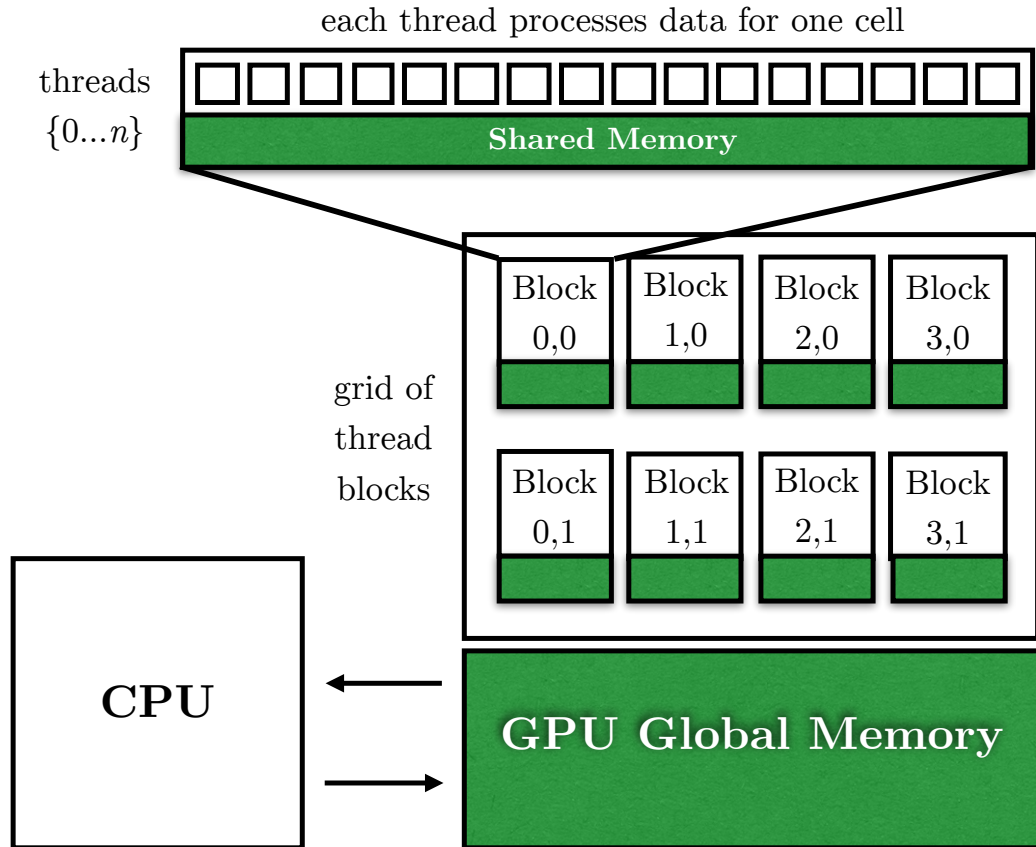 each thread processes data for one cell
threads
{0...n}
Shared Memory
Block Block Block Block
0,0 1,0 2,0 3,0
grid of
thread
blocks
Block Block Block Block
0,1 1,1 2,1 3,1
CPU
GPU Global Memory